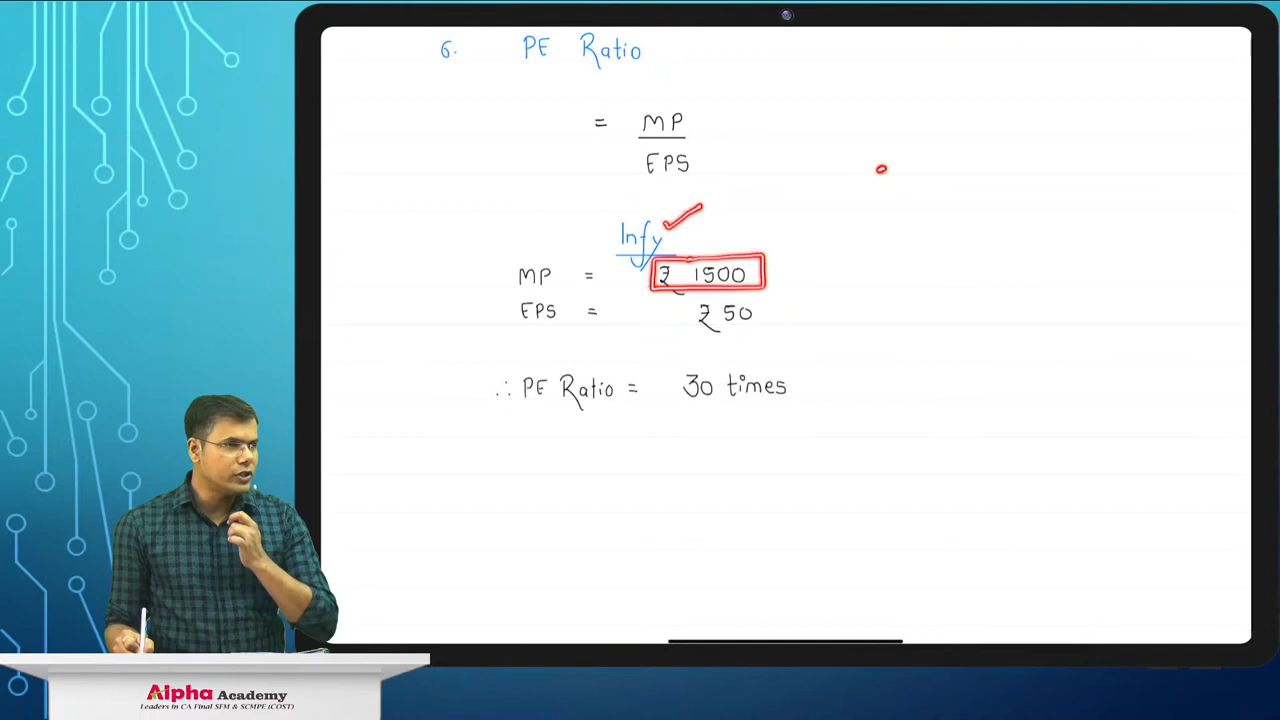 6. PE Ratio
= MP
EPS
Infy
MP = ₹ 1500
EPS = ₹ 50
∴ PE Ratio = 30 times
Alpha Academy
Leaders in CA Final SFM & SCMPE (COST)